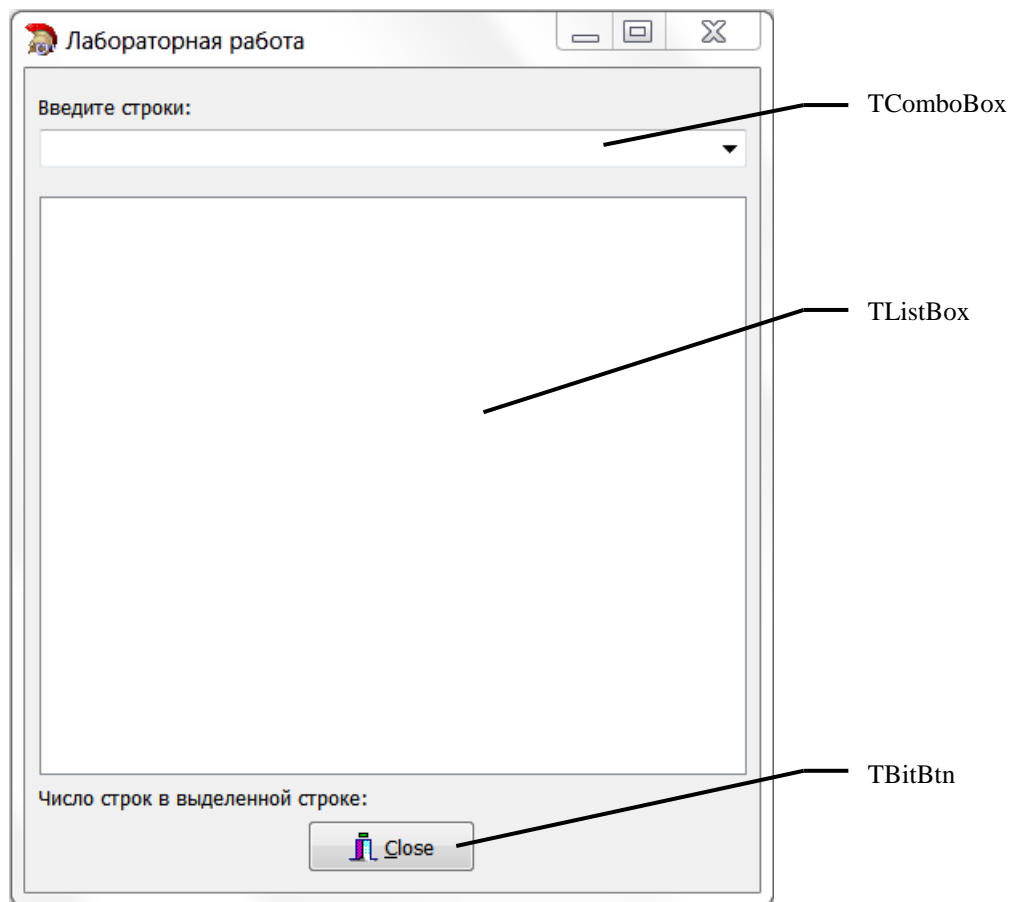 Лабораторная работа
Введите строки:
TComboBox
TListBox
TBitBtn
Число строк в выделенной строке:
Close